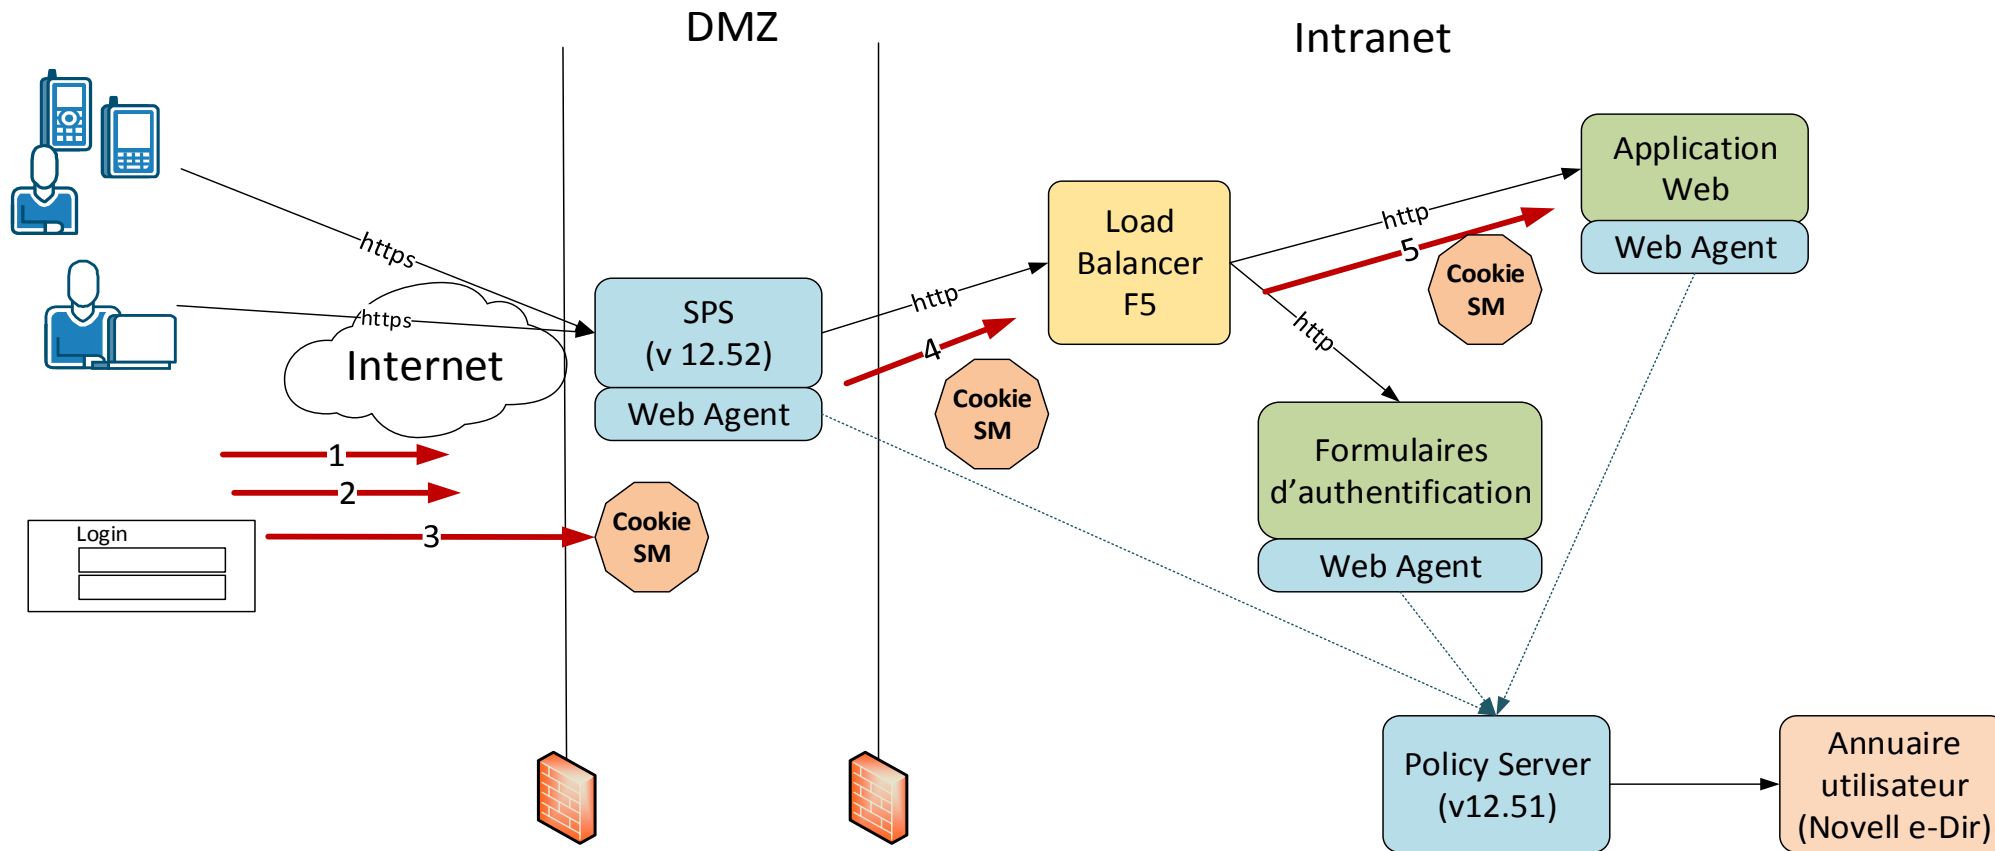 DMZ
Intranet
https
https
Internet
SPS
(v 12.52)
Web Agent
http
4
Cookie
SM
Load
Balancer
F5
http
5
Cookie
SM
http
Application
Web
Web Agent
Formulaires
d’authentification
Web Agent
1
2
3
Login
Cookie
SM
Policy Server
(v12.51)
Annuaire
utilisateur
(Novell e-Dir)